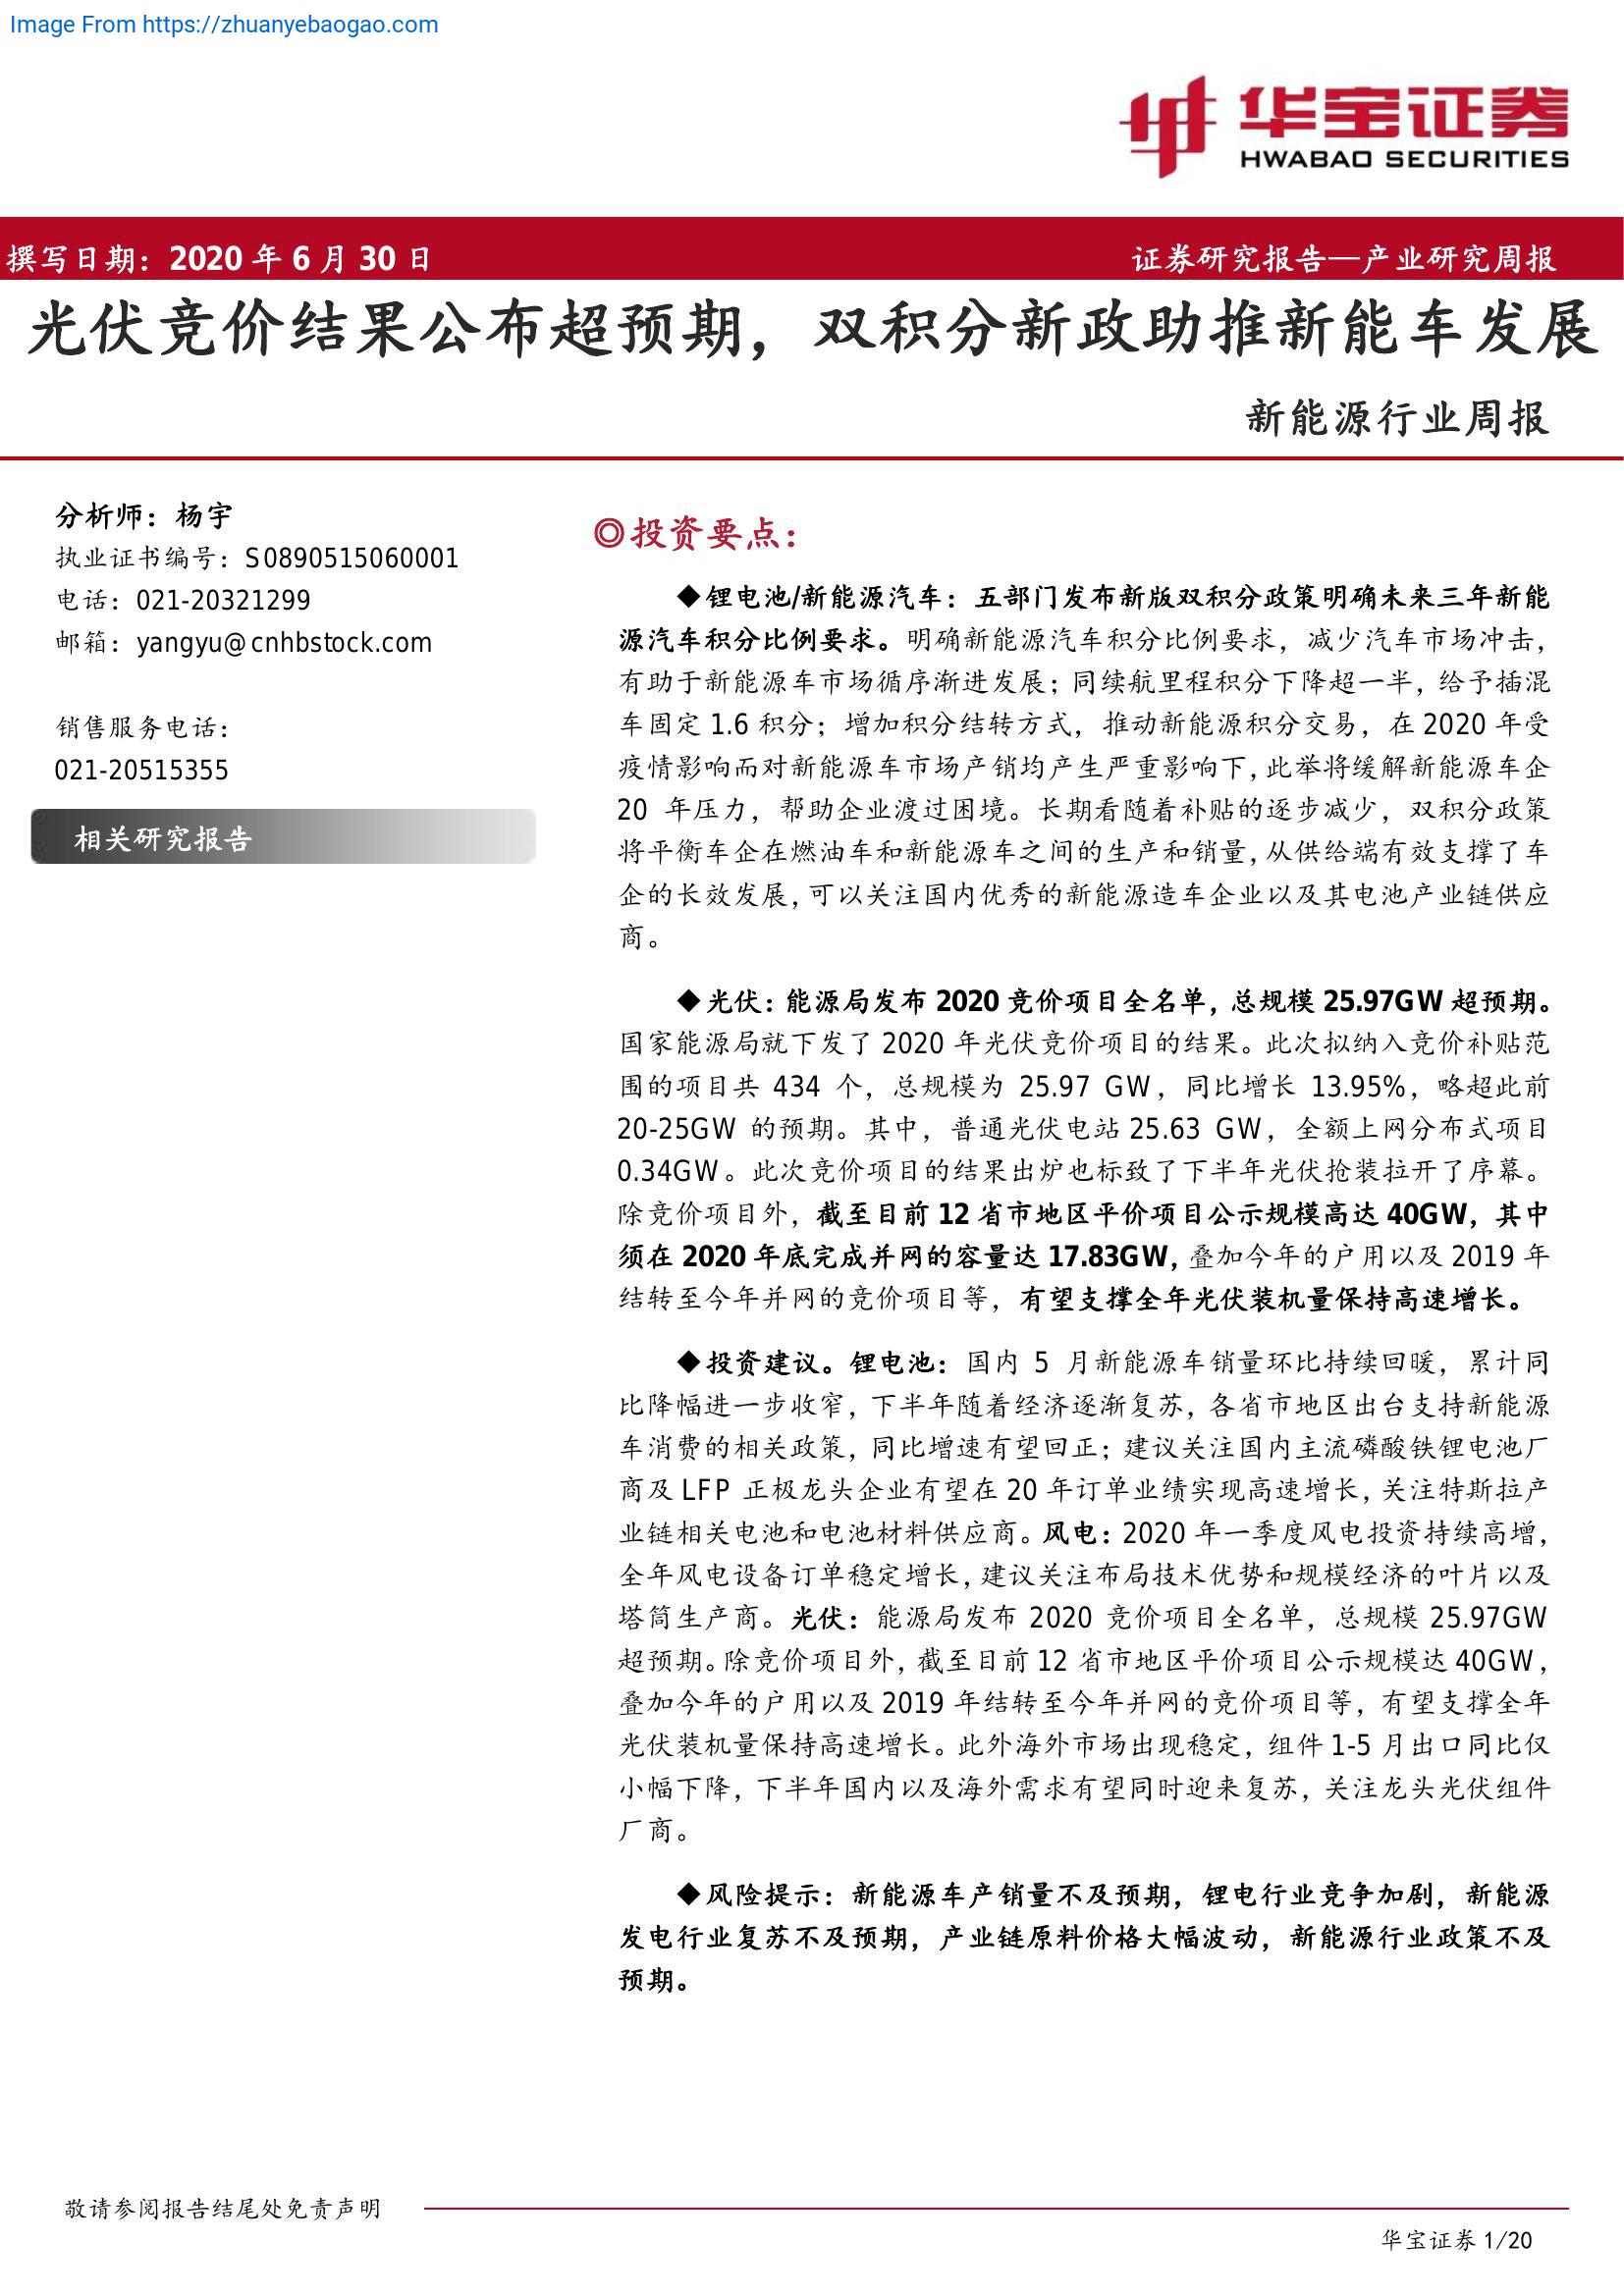 Image From https://zhuanyebaogao.com
华宝证券
HWABAO SECURITIES
撰写日期：2020 年 6 月 30 日
证券研究报告—产业研究周报
光伏竞价结果公布超预期，双积分新政助推新能车发展
新能源行业周报
分析师：杨宇
执业证书编号：S0890515060001
电话：021-20321299
邮箱：yangyu@cnhbstock.com
销售服务电话：
021-20515355
相关研究报告
◎投资要点：
◆锂电池/新能源汽车：五部门发布新版双积分政策明确未来三年新能
源汽车积分比例要求。明确新能源汽车积分比例要求，减少汽车市场冲击，
有助于新能源车市场循序渐进发展；同续航里程积分下降超一半，给予插混
车固定 1.6 积分；增加积分结转方式，推动新能源积分交易，在 2020 年受
疫情影响而对新能源车市场产销均产生严重影响下，此举将缓解新能源车企
20 年压力，帮助企业渡过困境。长期看随着补贴的逐步减少，双积分政策
将平衡车企在燃油车和新能源车之间的生产和销量，从供给端有效支撑了车
企的长效发展，可以关注国内优秀的新能源造车企业以及其电池产业链供应
商。
◆光伏：能源局发布 2020 竞价项目全名单，总规模 25.97GW 超预期。
国家能源局就下发了 2020 年光伏竞价项目的结果。此次拟纳入竞价补贴范
围的项目共 434 个，总规模为 25.97 GW，同比增长 13.95%，略超此前
20-25GW 的预期。其中，普通光伏电站 25.63 GW，全额上网分布式项目
0.34GW。此次竞价项目的结果出炉也标致了下半年光伏抢装拉开了序幕。
除竞价项目外，截至目前 12 省市地区平价项目公示规模高达 40GW，其中
须在 2020 年底完成并网的容量达 17.83GW，叠加今年的户用以及 2019 年
结转至今年并网的竞价项目等，有望支撑全年光伏装机量保持高速增长。
◆投资建议。锂电池：国内 5 月新能源车销量环比持续回暖，累计同
比降幅进一步收窄，下半年随着经济逐渐复苏，各省市地区出台支持新能源
车消费的相关政策，同比增速有望回正；建议关注国内主流磷酸铁锂电池厂
商及 LFP 正极龙头企业有望在 20 年订单业绩实现高速增长，关注特斯拉产
业链相关电池和电池材料供应商。风电：2020 年一季度风电投资持续高增，
全年风电设备订单稳定增长，建议关注布局技术优势和规模经济的叶片以及
塔筒生产商。光伏：能源局发布 2020 竞价项目全名单，总规模 25.97GW
超预期。除竞价项目外，截至目前 12 省市地区平价项目公示规模达 40GW，
叠加今年的户用以及 2019 年结转至今年并网的竞价项目等，有望支撑全年
光伏装机量保持高速增长。此外海外市场出现稳定，组件 1-5 月出口同比仅
小幅下降，下半年国内以及海外需求有望同时迎来复苏，关注龙头光伏组件
厂商。
◆风险提示：新能源车产销量不及预期，锂电行业竞争加剧，新能源
发电行业复苏不及预期，产业链原料价格大幅波动，新能源行业政策不及
预期。
敬请参阅报告结尾处免责声明
华宝证券 1/20